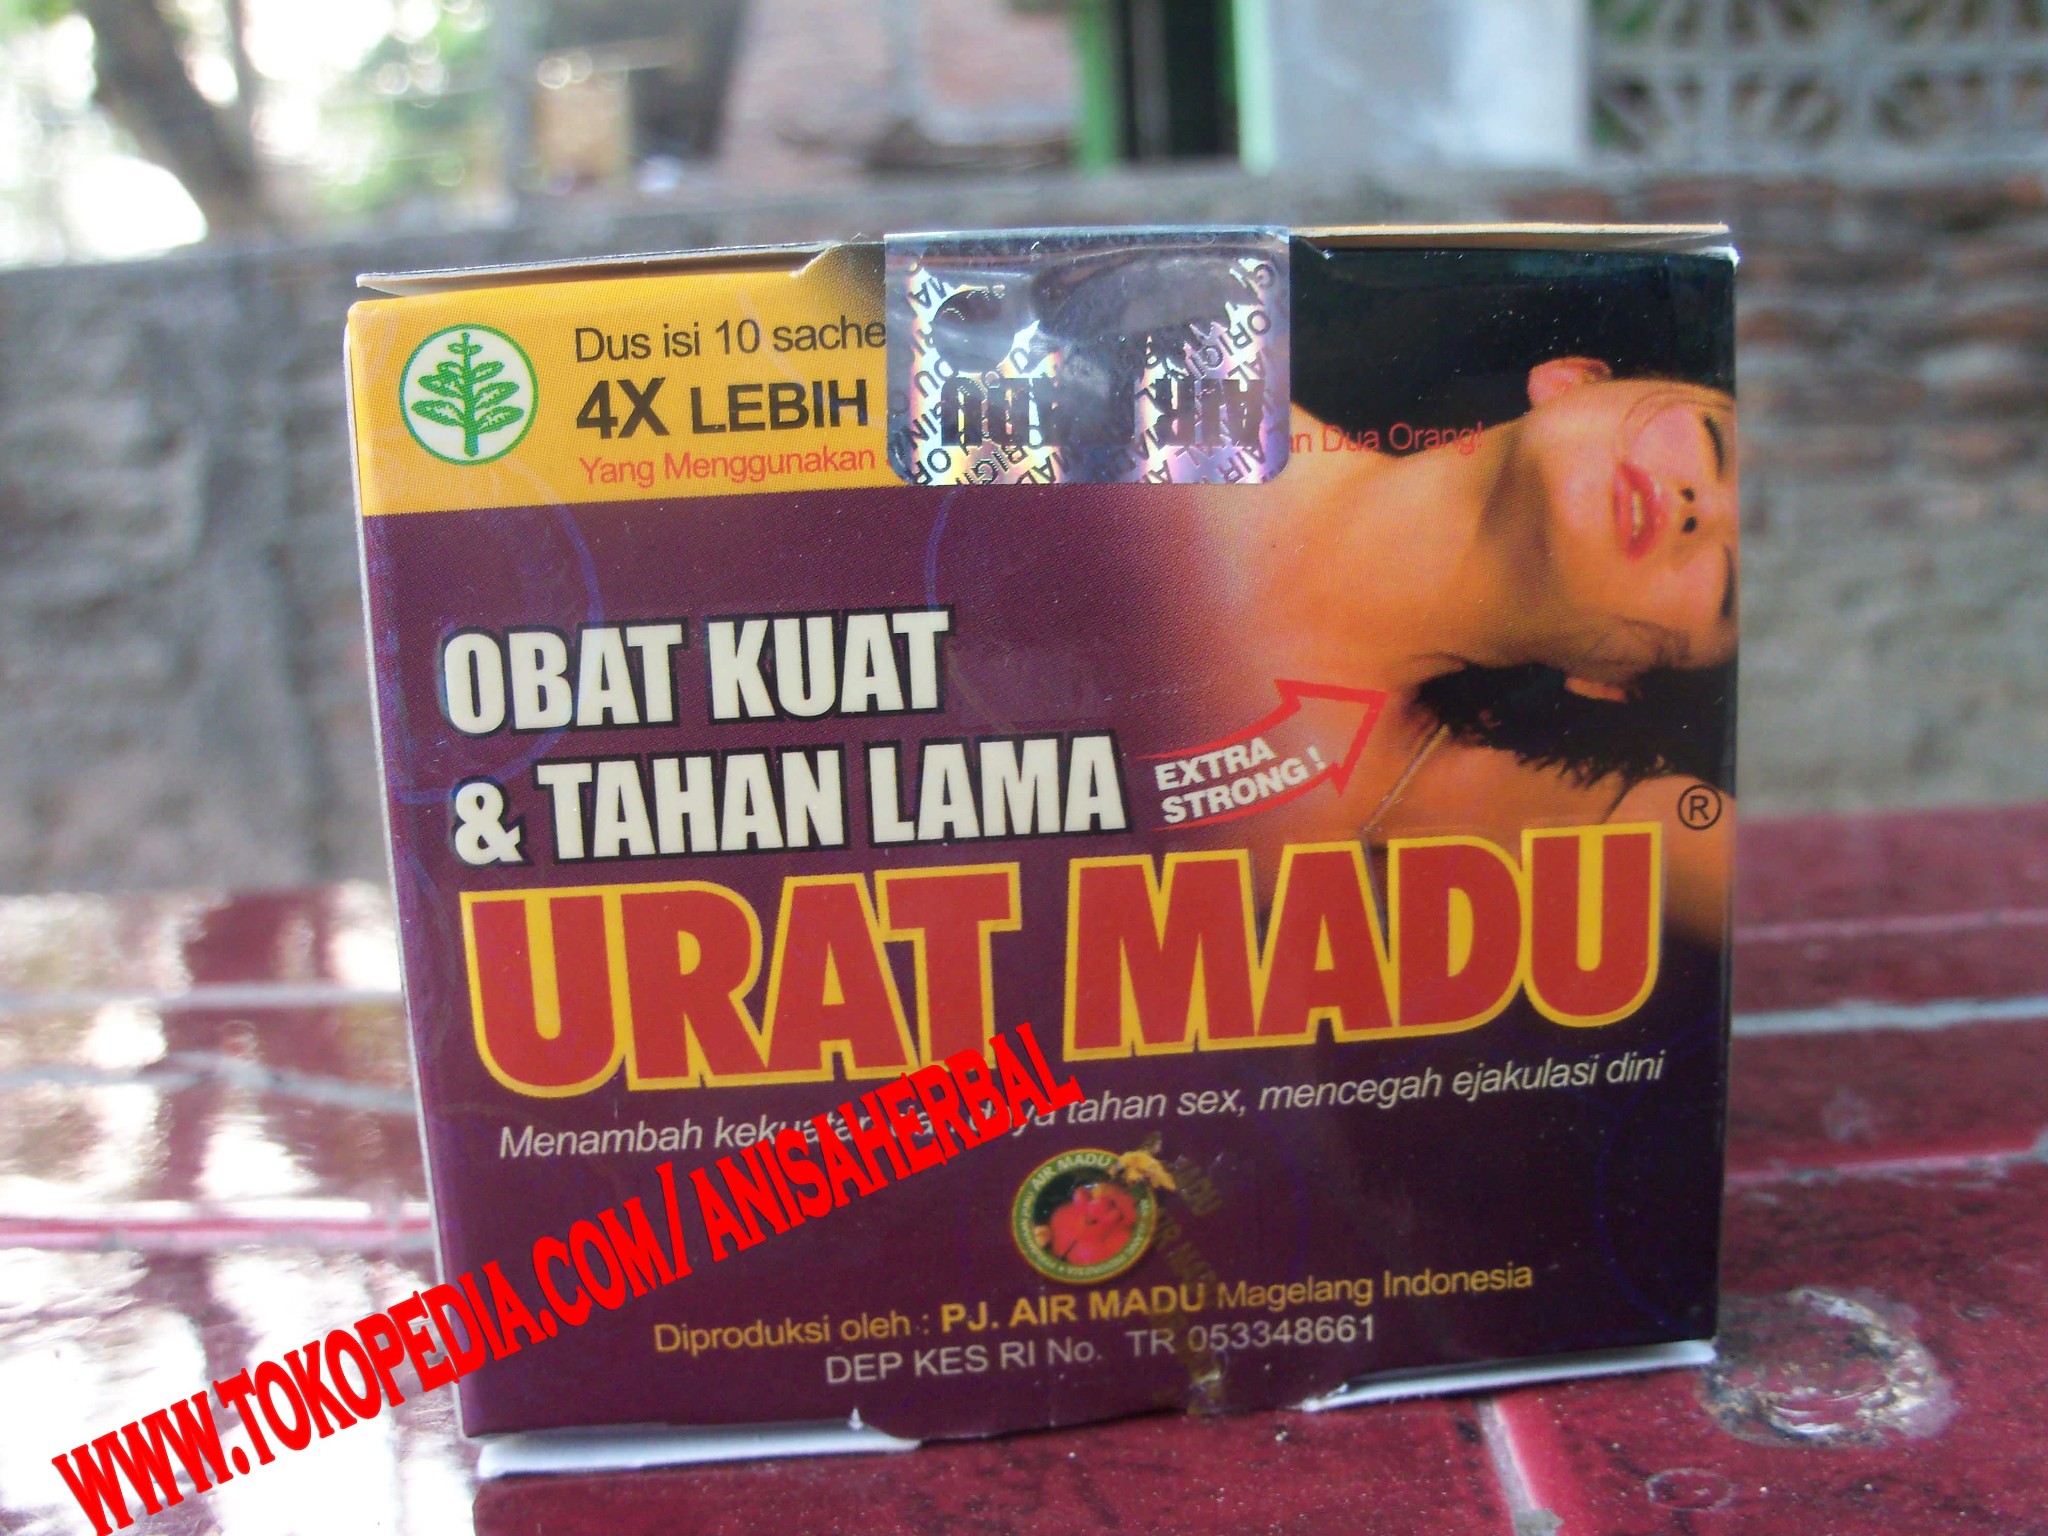 Dus isi 10
4X LEBIH
Yang Menggunakan
Dua Orang!
OBAT KUAT
& TAHAN LAMA
EXTRA
STRONG !
URAT MADU ®
Menambah tahan sex, mencegah ejakulasi dini
AIR MADU
Diproduksi oleh : PJ. AIR MADU Magelang Indonesia
DEP KES RI No. TR 053348661
WWW.TOKOPEDIA.COM/ANISAHERBAL